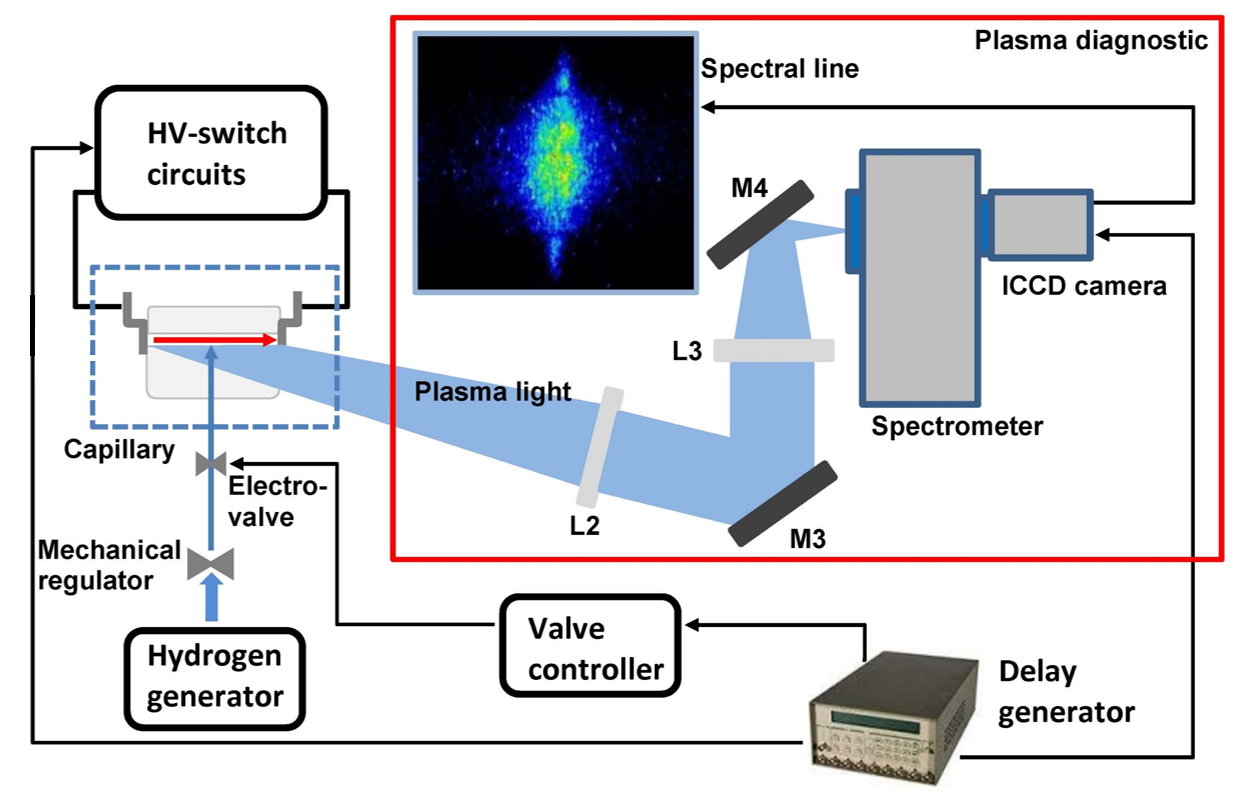 Plasma diagnostic
Spectral line
HV-switch
circuits
M4
ICCD camera
L3
Plasma light
Spectrometer
Capillary
Electro-
valve
L2
M3
Mechanical
regulator
Valve
controller
Hydrogen
generator
Delay
generator